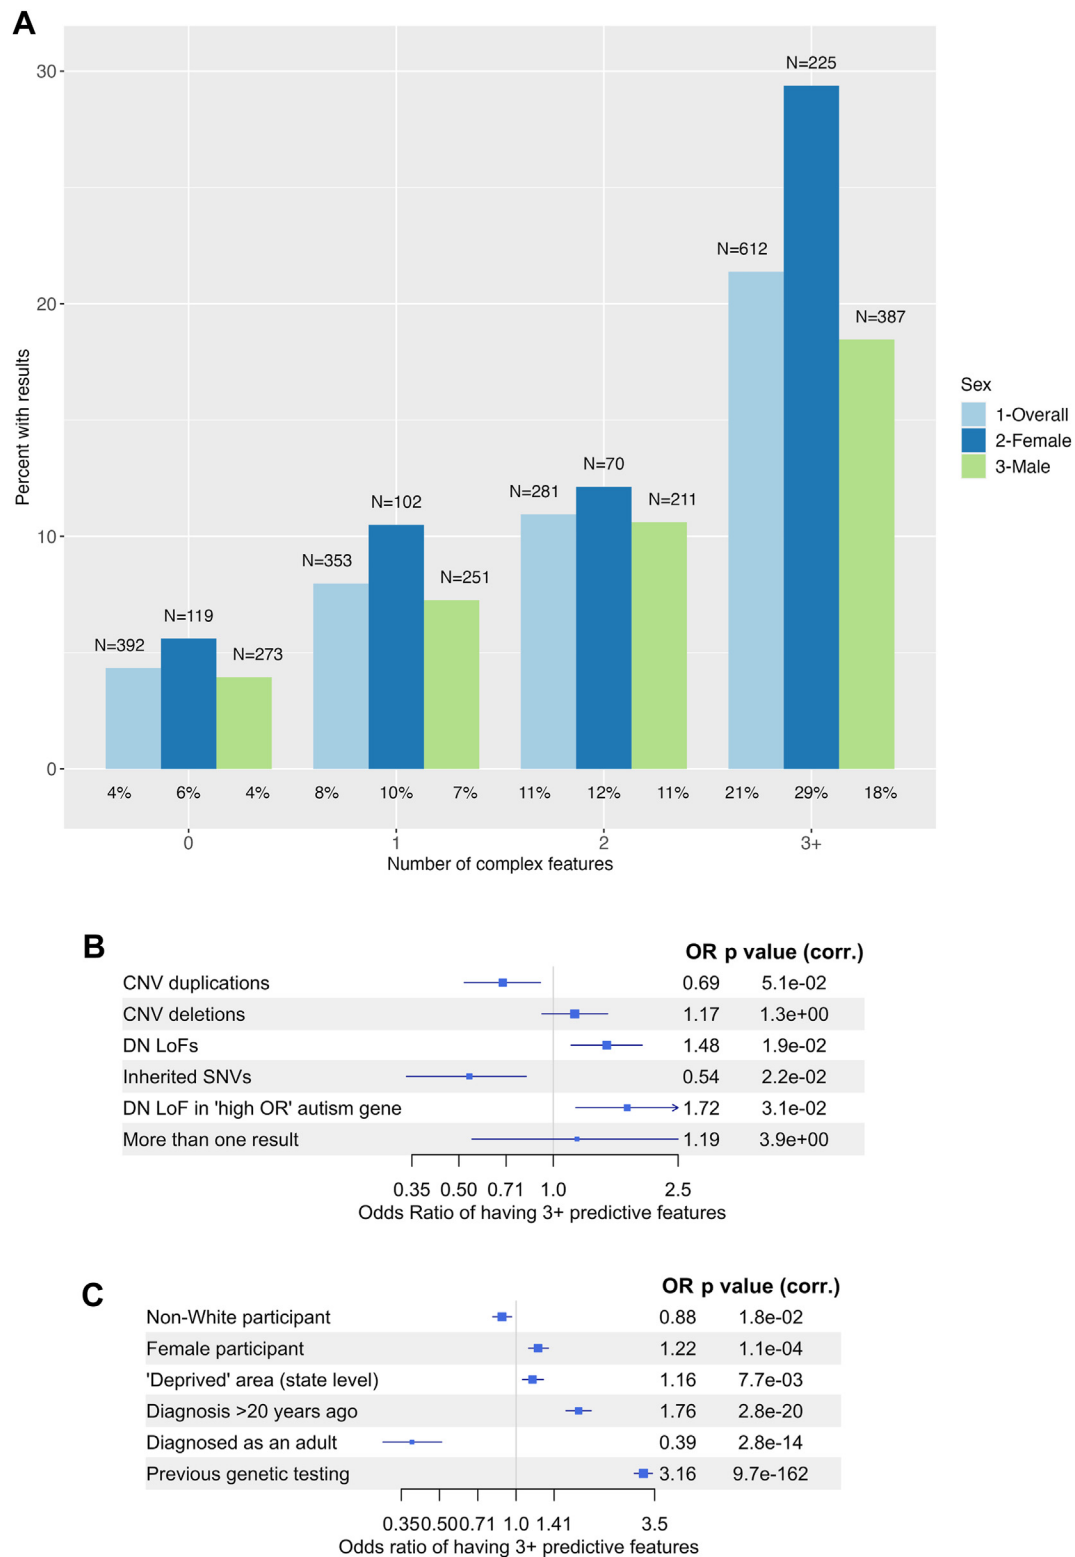 A
Percent with results
30
20
10
0
N=392
N=119
N=273
N=353
N=102
N=251
N=281
N=70
N=211
N=612
N=225
N=387
4% 6% 4% 8% 10% 7% 11% 12% 11% 21% 29% 18%
0 1 2 3+
Number of complex features
Sex
1-Overall
2-Female
3-Male
B
OR p value (corr.)
CNV duplications 0.69 5.1e-02
CNV deletions 1.17 1.3e+00
DN LoFs 1.48 1.9e-02
Inherited SNVs 0.54 2.2e-02
DN LoF in 'high OR' autism gene 1.72 3.1e-02
More than one result 1.19 3.9e+00
0.35 0.50 0.71 1.0 2.5
Odds Ratio of having 3+ predictive features
C
OR p value (corr.)
Non-White participant 0.88 1.8e-02
Female participant 1.22 1.1e-04
'Deprived' area (state level) 1.16 7.7e-03
Diagnosis >20 years ago 1.76 2.8e-20
Diagnosed as an adult 0.39 2.8e-14
Previous genetic testing 3.16 9.7e-162
0.35 0.50 0.71 1.0 1.41 3.5
Odds ratio of having 3+ predictive features